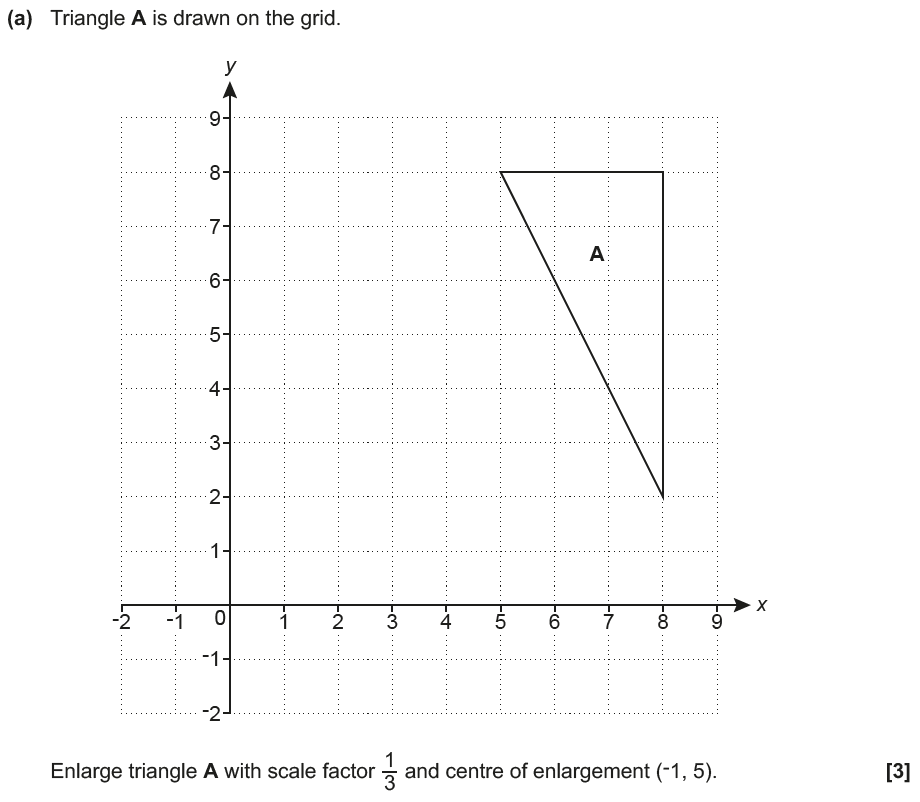 (a) Triangle A is drawn on the grid.
y
9
8
7
A
6
5
4
3
2
1
x
-2 -1 0 1 2 3 4 5 6 7 8 9
-1
-2
Enlarge triangle A with scale factor 1/3 and centre of enlargement (-1, 5). [3]